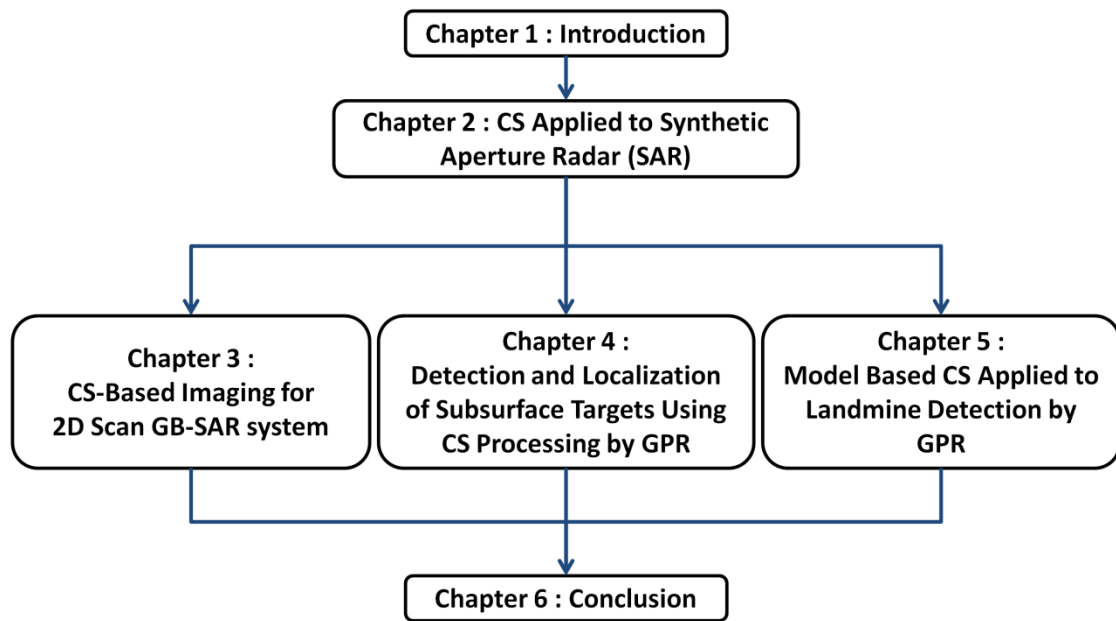 Chapter 1 : Introduction
Chapter 2 : CS Applied to Synthetic
Aperture Radar (SAR)
Chapter 3 :
CS-Based Imaging for
2D Scan GB-SAR system
Chapter 4 :
Detection and Localization
of Subsurface Targets Using
CS Processing by GPR
Chapter 5 :
Model Based CS Applied to
Landmine Detection by
GPR
Chapter 6 : Conclusion